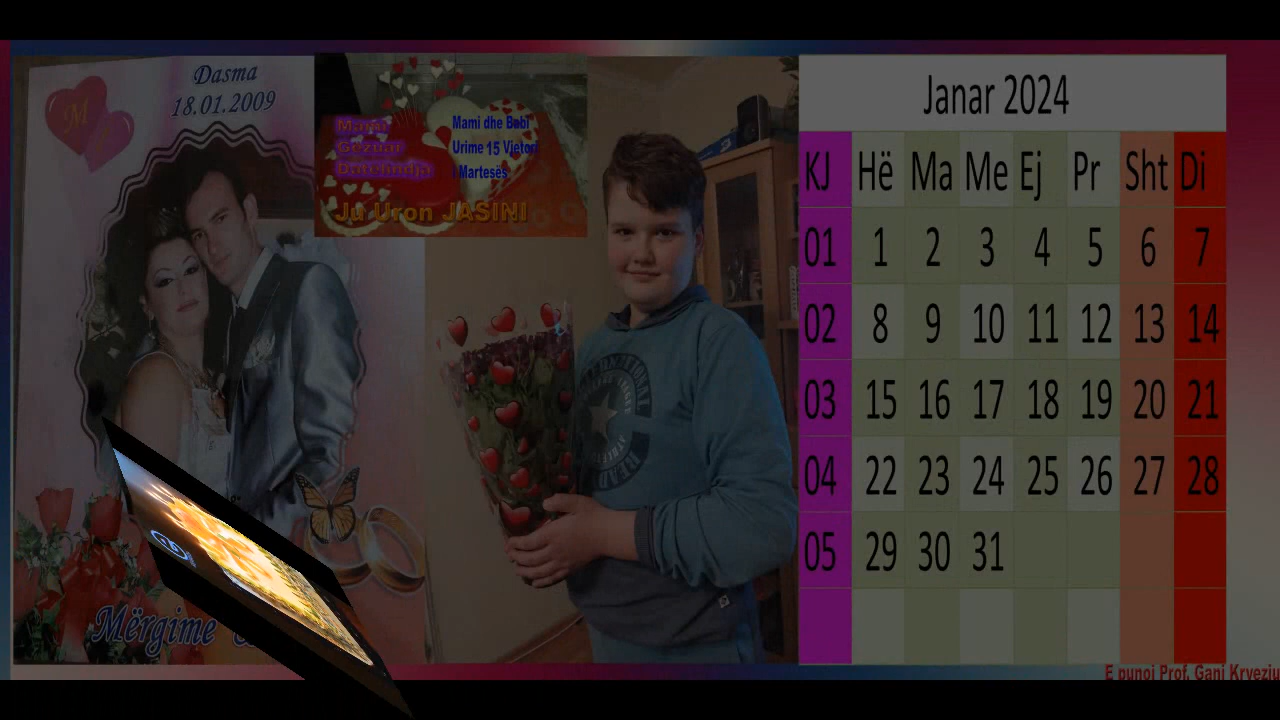 Dasma
18.01.2009
M
Mami dhe Babi
Urime 15 Vjetori
i Martesës
Gëzuar
Ju Uron JASINI
Mërgime
Janar 2024
KJ Hë Ma Me Ej Pr Sht Di
01 1 2 3 4 5 6 7
02 8 9 10 11 12 13 14
03 15 16 17 18 19 20 21
04 22 23 24 25 26 27 28
05 29 30 31
E punoi Prof. Gani Kryeziu